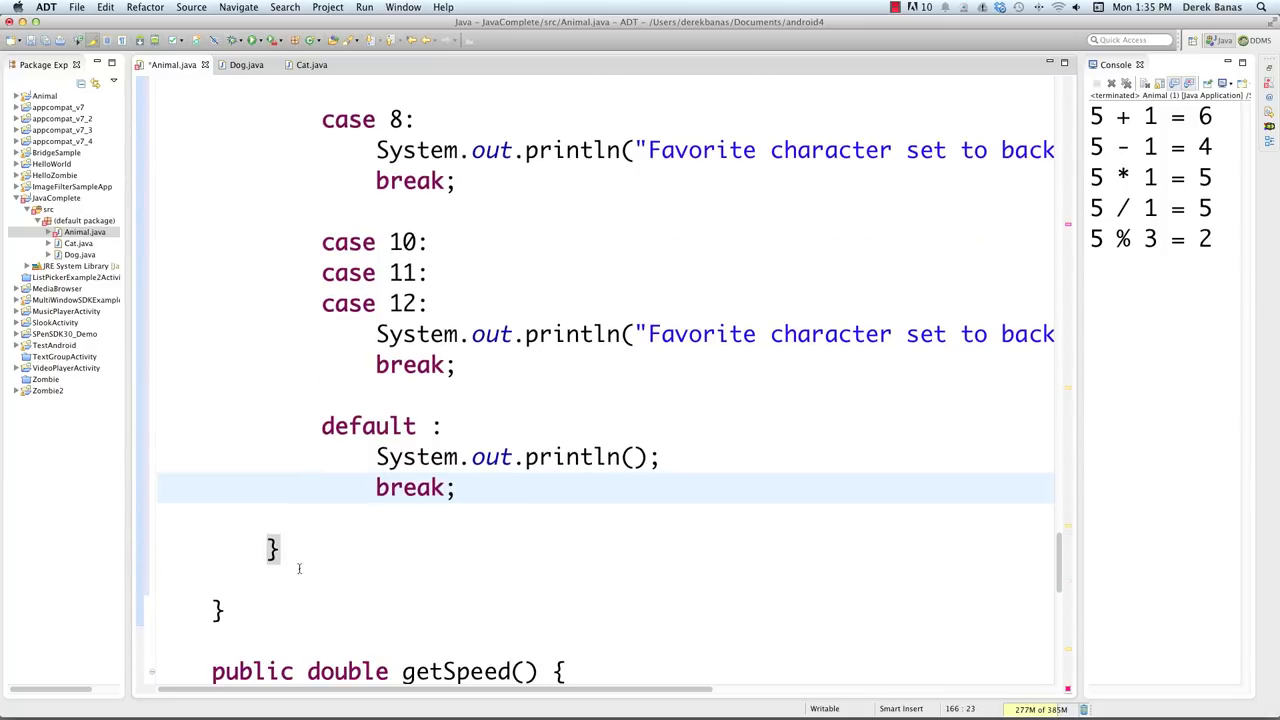 ADT File Edit Refactor Source Navigate Search Project Run Window Help
10
Mon 1:35 PM Derek Banas
Java – JavaComplete/src/Animal.java – ADT – /Users/derekbanas/Documents/android4
Quick Access
Java
DDMS
Package Exp
*Animal.java
Dog.java
Cat.java
Console
Animal
appcompat_v7
appcompat_v7_2
appcompat_v7_3
appcompat_v7_4
BridgeSample
HelloWorld
HelloZombie
ImageFilterSampleApp
JavaComplete
src
(default package)
Animal.java
Cat.java
Dog.java
JRE System Library [
ListPickerExample2Activi
MediaBrowser
MultiWindowSDKExample
MusicPlayerActivity
SlookActivity
SPenSDK30_Demo
TestAndroid
TextGroupActivity
VideoPlayerActivity
Zombie
Zombie2
case 8:
System.out.println("Favorite character set to back
break;
case 10:
case 11:
case 12:
System.out.println("Favorite character set to back
break;
default :
System.out.println();
break;
}
}
public double getSpeed() {
<terminated> Animal (1) [Java Application] /S
5 + 1 = 6
5 - 1 = 4
5 * 1 = 5
5 / 1 = 5
5 % 3 = 2
Writable
Smart Insert
166 : 23
277M of 385M